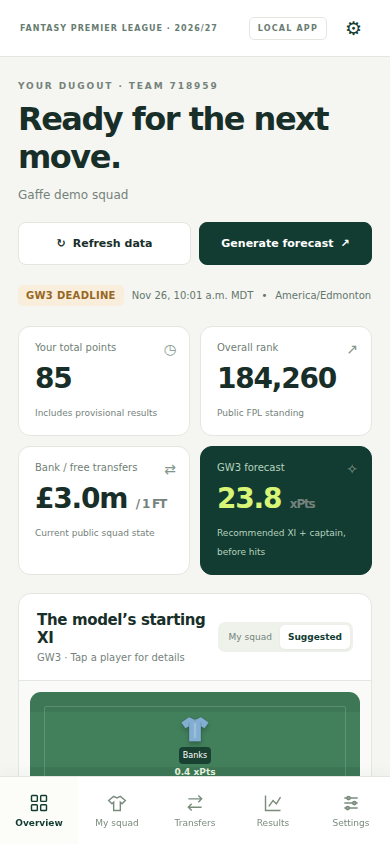 FANTASY PREMIER LEAGUE • 2026/27
LOCAL APP
YOUR DUGOUT · TEAM 718959
Ready for the next
move.
Gaffe demo squad
↻ Refresh data
Generate forecast ↗
GW3 DEADLINE Nov 26, 10:01 a.m. MDT • America/Edmonton
Your total points
85
Includes provisional results
Overall rank
184,260
Public FPL standing
Bank / free transfers
£3.0m / 1 FT
Current public squad state
GW3 forecast
23.8 xPts
Recommended XI + captain,
before hits
The model’s starting
XI
GW3 · Tap a player for details
My squad
Suggested
Banks
0.4 xPts
Overview
My squad
Transfers
Results
Settings